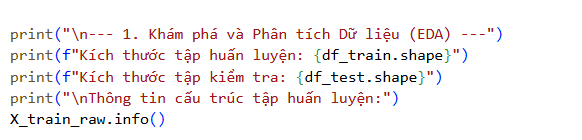 print("\n--- 1. Khám phá và Phân tích Dữ liệu (EDA) ---")
print(f"Kích thước tập huấn luyện: {df_train.shape}")
print(f"Kích thước tập kiểm tra: {df_test.shape}")
print("\nThông tin cấu trúc tập huấn luyện:")
X_train_raw.info()